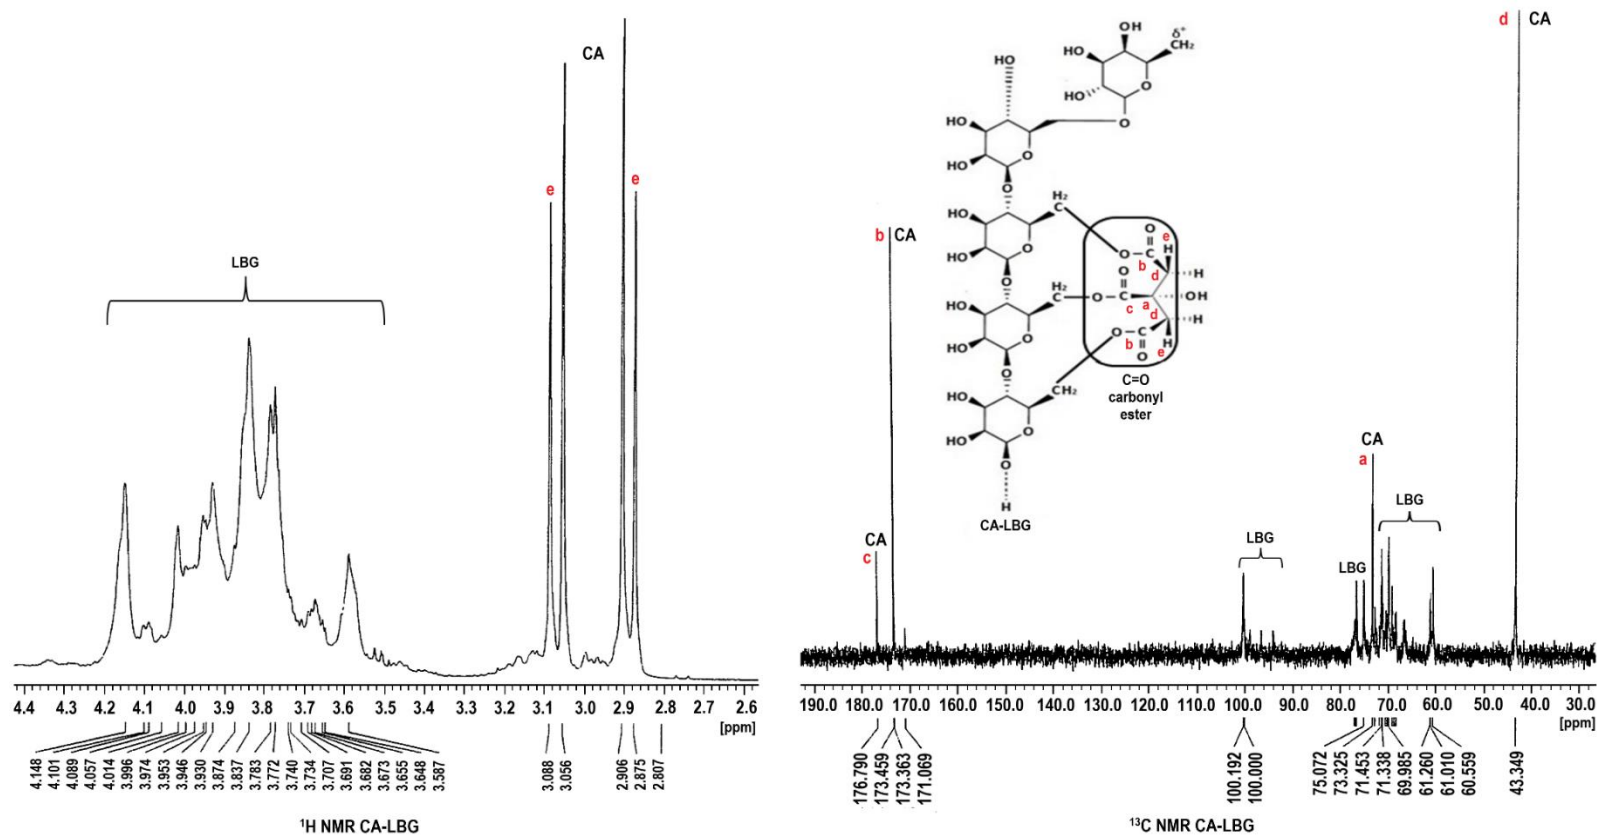 CA
e
e
LBG
4.4 4.3 4.2 4.1 4.0 3.9 3.8 3.7 3.6 3.5 3.4 3.3 3.2 3.1 3.0 2.9 2.8 2.7 2.6
[ppm]
4.148
4.101
4.089
4.057
4.014
3.996
3.974
3.953
3.946
3.930
3.874
3.837
3.783
3.772
3.740
3.734
3.707
3.691
3.682
3.673
3.655
3.648
3.587
3.088
3.056
2.906
2.875
2.807
¹H NMR CA-LBG
d CA
b CA
CA
c
CA
a
LBG
LBG
LBG
OH
HO
δ⁺
CH₂
HO
O
HO
O
HO
HO
O
HO
O
HO
HO
O
H₂
C
O
HO
HO
O
H₂
C
O
HO
HO
O
CH₂
O
H
O
e
H
O
C
b
d
H
O
O
C
c
a
OH
d
H
O
C
b
O
H
e
C=O
carbonyl
ester
CA-LBG
190.0 180.0 170.0 160.0 150.0 140.0 130.0 120.0 110.0 100.0 90.0 80.0 70.0 60.0 50.0 40.0 30.0
[ppm]
176.790
173.459
173.363
171.069
100.192
100.000
75.072
73.325
71.453
71.338
69.985
61.260
61.010
60.559
43.349
¹³C NMR CA-LBG